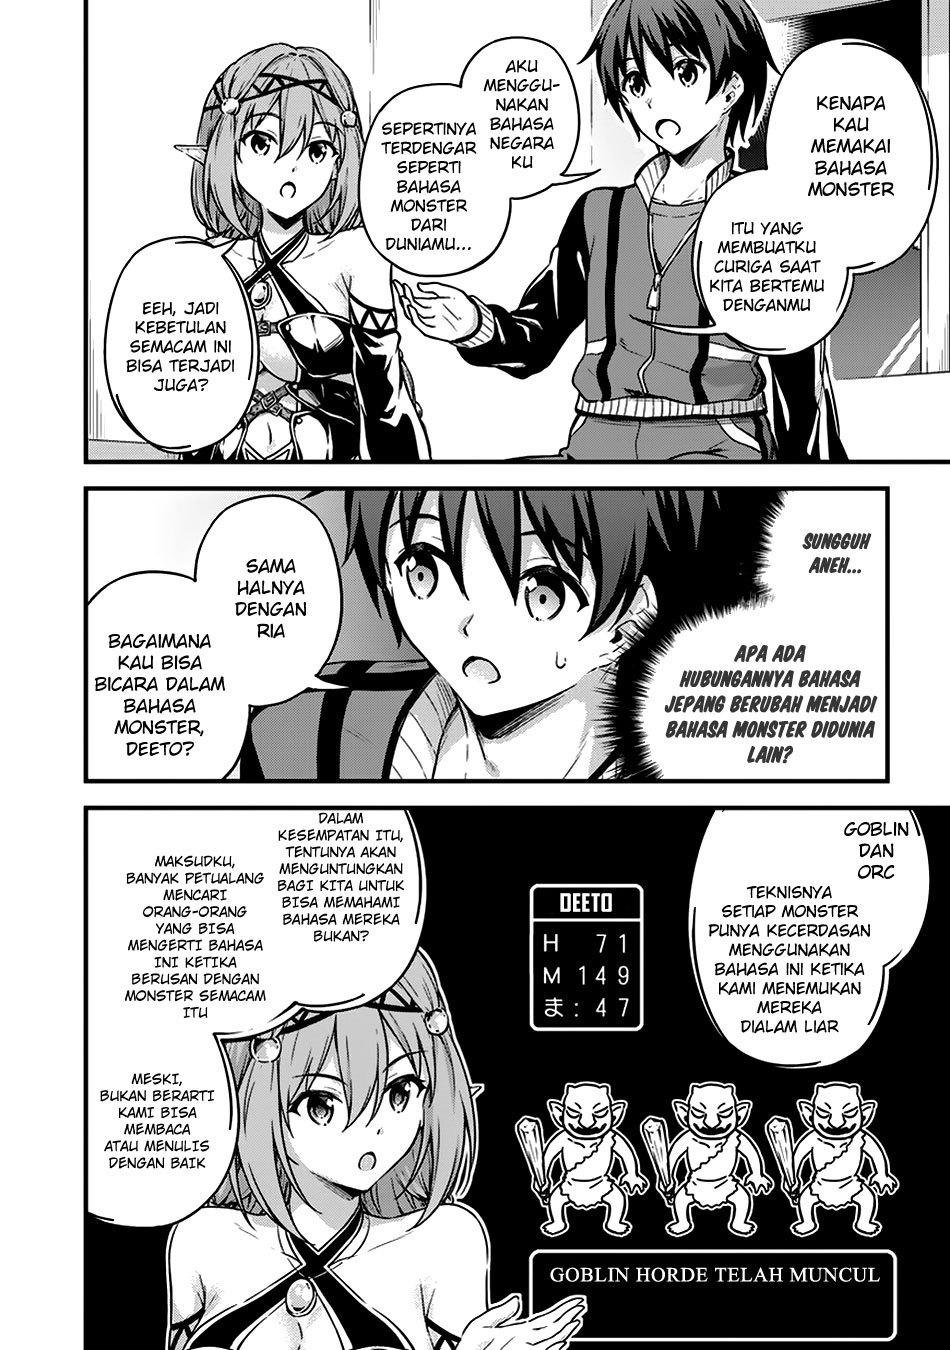 KENAPA
KAU
MEMAKAI
BAHASA
MONSTER
ITU YANG
MEMBUATKU
CURIGA SAAT
KITA BERTEMU
DENGANMU
AKU
MENGGU-
NAKAN
BAHASA
NEGARA
KU
SEPERTINYA
TERDENGAR
SEPERTI
BAHASA
MONSTER
DARI
DUNIAMU...
EEH, JADI
KEBETULAN
SEMACAM INI
BISA TERJADI
JUGA?
SUNGGUH
ANEH...
APA ADA
HUBUNGANNYA BAHASA
JEPANG BERUBAH MENJADI
BAHASA MONSTER DIDUNIA
LAIN?
SAMA
HALNYA
DENGAN
RIA
BAGAIMANA
KAU BISA
BICARA DALAM
BAHASA
MONSTER,
DEETO?
GOBLIN
DAN
ORC
TEKNISNYA
SETIAP MONSTER
PUNYA KECERDASAN
MENGGUNAKAN
BAHASA INI KETIKA
KAMI MENEMUKAN
MEREKA
DIALAM LIAR
DEETO
H 71
M 149
ま: 47
GOBLIN HORDE TELAH MUNCUL
DALAM
KESEMPATAN ITU,
TENTUNYA AKAN
MENGUNTUNGKAN
BAGI KITA UNTUK
BISA MEMAHAMI
BAHASA MEREKA
BUKAN?
MAKSUDKU,
BANYAK PETUALANG
MENCARI
ORANG-ORANG
YANG BISA
MENGERTI BAHASA
INI KETIKA
BERUSAN DENGAN
MONSTER SEMACAM
ITU
MESKI,
BUKAN BERARTI
KAMI BISA
MEMBACA
ATAU MENULIS
DENGAN BAIK